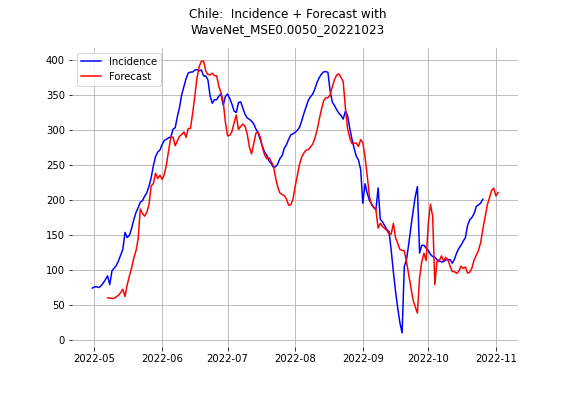 Chile:  Incidence + Forecast with
WaveNet_MSE0.0050_20221023
Incidence
Forecast
400
350
300
250
200
150
100
50
0
2022-05 2022-06 2022-07 2022-08 2022-09 2022-10 2022-11